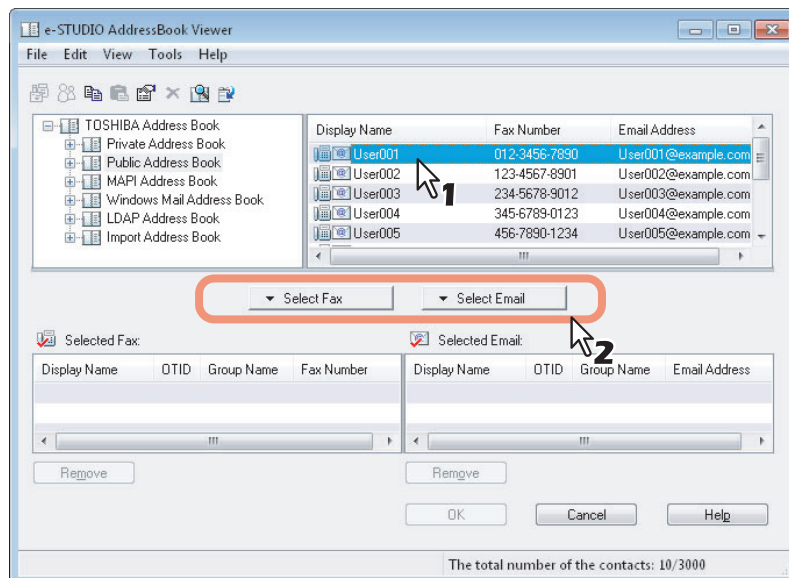 e-STUDIO AddressBook Viewer
File Edit View Tools Help
TOSHIBA Address Book
Private Address Book
Public Address Book
MAPI Address Book
Windows Mail Address Book
LDAP Address Book
Import Address Book
Display Name Fax Number Email Address
User001 012-3456-7890 User001@example.com
User002 123-4567-8901 User002@example.com
User003 234-5678-9012 User003@example.com
User004 345-6789-0123 User004@example.com
User005 456-7890-1234 User005@example.com
1
Select Fax Select Email
2
Selected Fax: Selected Email:
Display Name OTID Group Name Fax Number Display Name OTID Group Name Email Address
Remove Remove
OK Cancel Help
The total number of the contacts: 10/3000